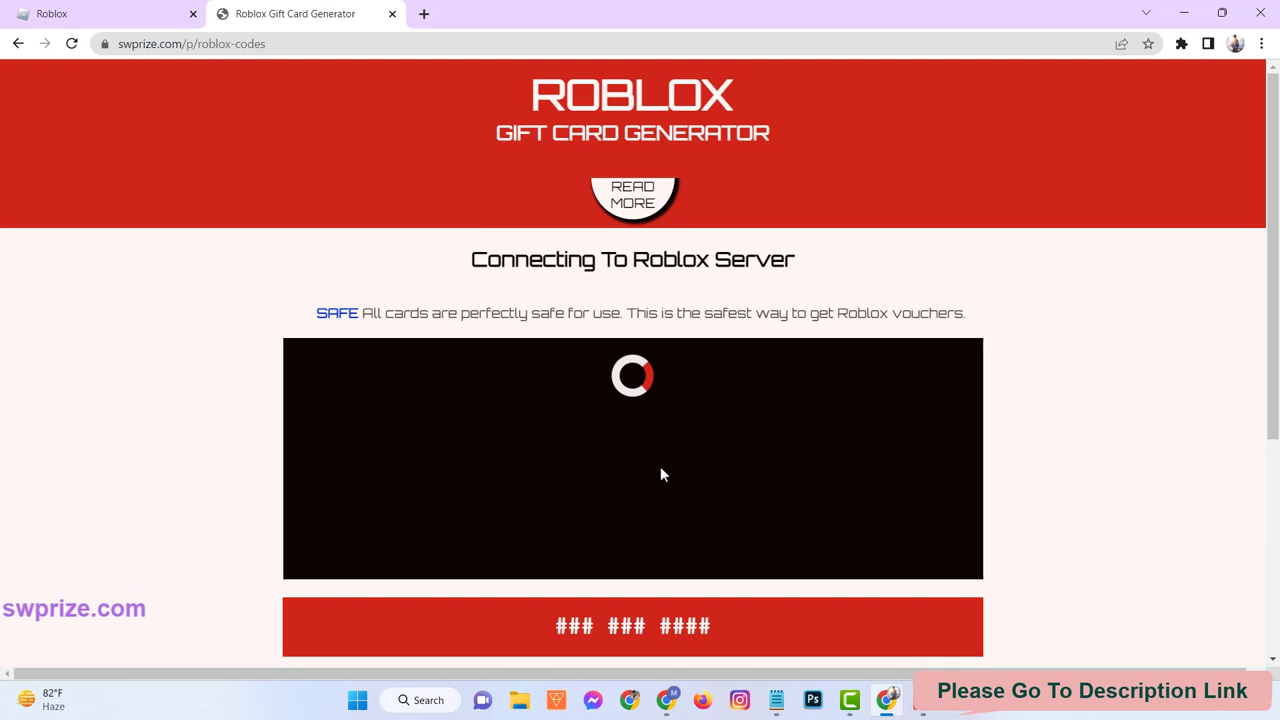 Roblox
Roblox Gift Card Generator
swprize.com/p/roblox-codes
ROBLOX
GIFT CARD GENERATOR
READ
MORE
Connecting To Roblox Server
SAFE All cards are perfectly safe for use. This is the safest way to get Roblox vouchers.
### ### ####
swprize.com
82°F
Haze
Search
M
Ps
Please Go To Description Link